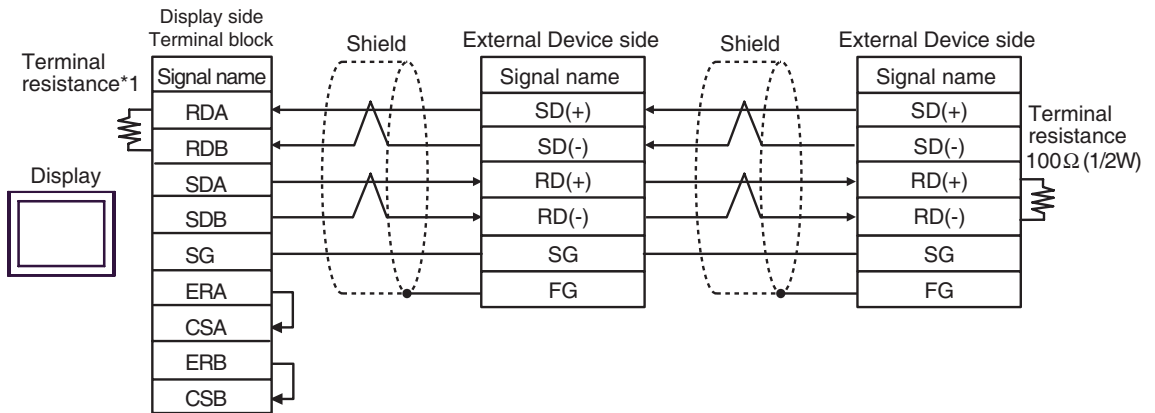 Display side
Terminal block
Shield
External Device side
Shield
External Device side
Terminal
resistance*1
Signal name
Signal name
Signal name
RDA
SD(+)
SD(+)
Terminal
resistance
100Ω(1/2W)
RDB
SD(-)
SD(-)
Display
SDA
RD(+)
RD(+)
SDB
RD(-)
RD(-)
SG
SG
SG
ERA
FG
FG
CSA
ERB
CSB